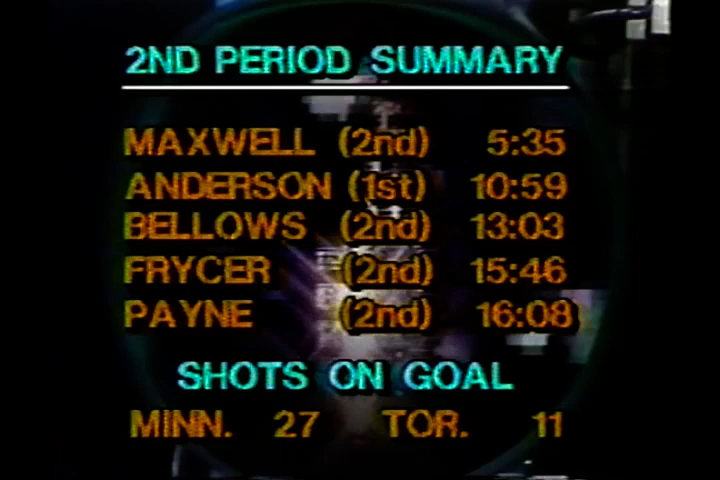 2ND PERIOD SUMMARY
MAXWELL (2nd) 5:35
ANDERSON (1st) 10:59
BELLOWS (2nd) 13:03
FRYCER (2nd) 15:46
PAYNE (2nd) 16:08
SHOTS ON GOAL
MINN. 27 TOR. 11